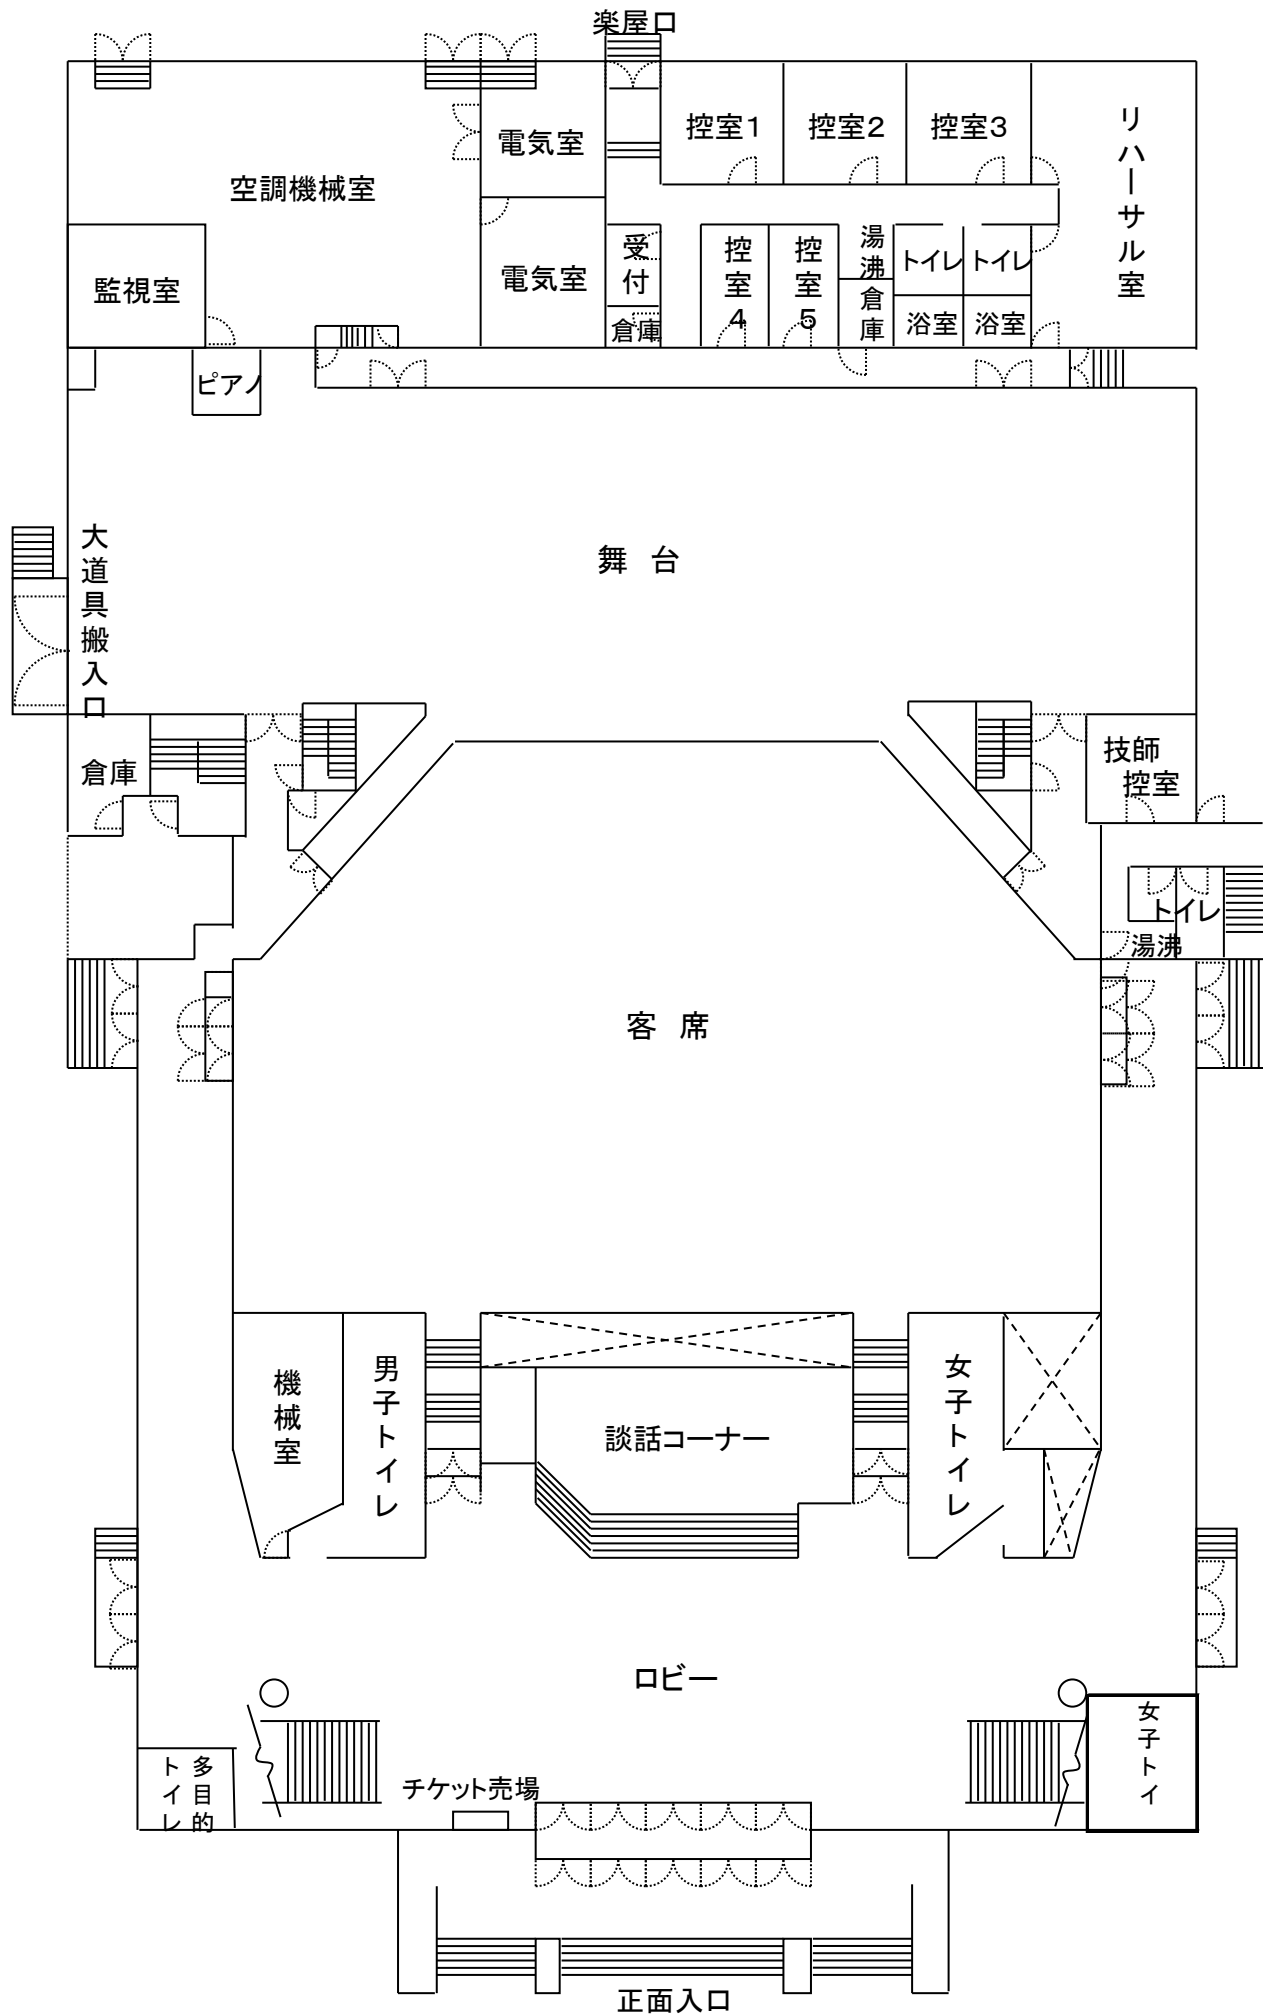 楽屋口
控室1
控室2
控室3
リハーサル室
電気室
空調機械室
受付
控室4
控室5
湯沸
トイレ
トイレ
監視室
電気室
倉庫
倉庫
浴室
浴室
ピアノ
大道具搬入口
舞 台
倉庫
技師
控室
トイレ
湯沸
客 席
機械室
男子トイレ
談話コーナー
女子トイレ
ロビー
女子トイ
多目的
トイレ
チケット売場
正面入口